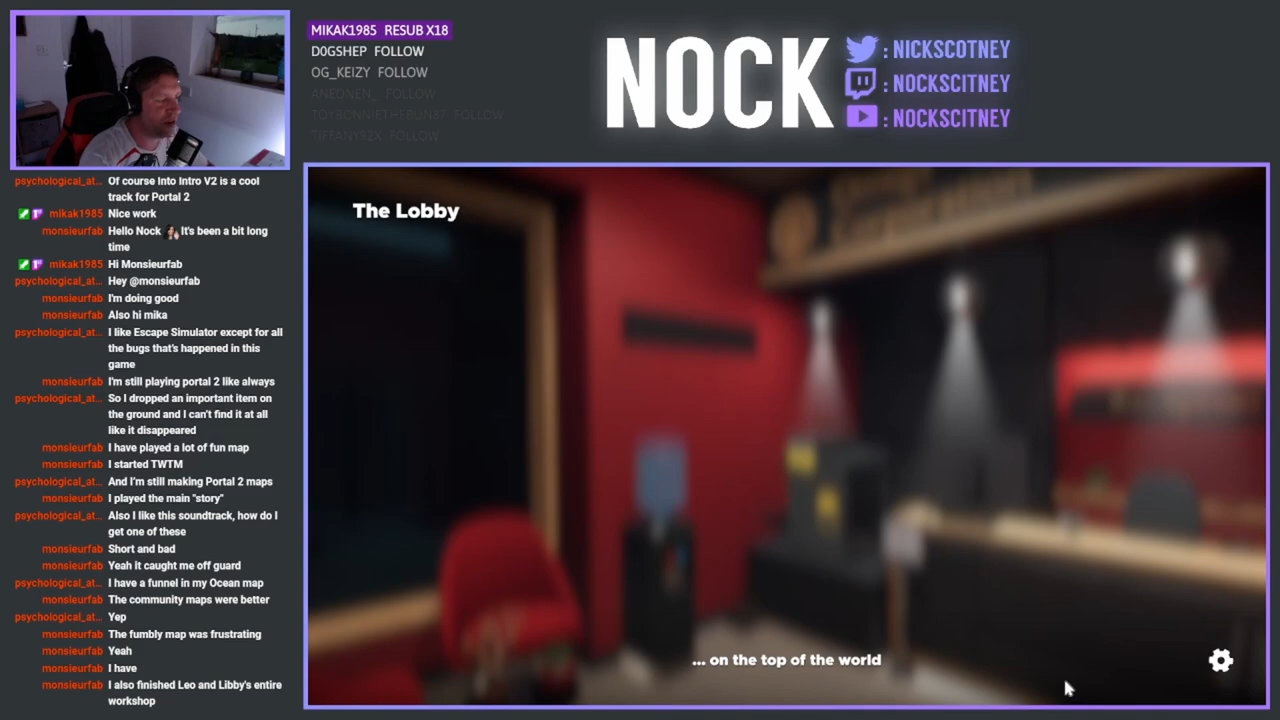 MIKAK1985 RESUB X18
D0GSHEP FOLLOW
OG_KEIZY FOLLOW
ANEDNEN_ FOLLOW
TOYBONNIETHEBUN87 FOLLOW
TIFFANY92X FOLLOW
NOCK
: NICKSCOTNEY
: NOCKSCITNEY
: NOCKSCITNEY
psychological_at... Of course Into Intro V2 is a cool
track for Portal 2
mikak1985 Nice work
monsieurfab Hello Nock It's been a bit long
time
mikak1985 Hi Monsieurfab
psychological_at... Hey @monsieurfab
monsieurfab I'm doing good
monsieurfab Also hi mika
psychological_at... I like Escape Simulator except for all
the bugs that's happened in this
game
monsieurfab I'm still playing portal 2 like always
psychological_at... So I dropped an important item on
the ground and I can't find it at all
like it disappeared
monsieurfab I have played a lot of fun map
monsieurfab I started TWTM
psychological_at... And I'm still making Portal 2 maps
monsieurfab I played the main "story"
psychological_at... Also I like this soundtrack, how do I
get one of these
monsieurfab Short and bad
monsieurfab Yeah it caught me off guard
psychological_at... I have a funnel in my Ocean map
monsieurfab The community maps were better
psychological_at... Yep
monsieurfab The fumbly map was frustrating
monsieurfab Yeah
monsieurfab I have
monsieurfab I also finished Leo and Libby's entire
workshop
The Lobby
... on the top of the world